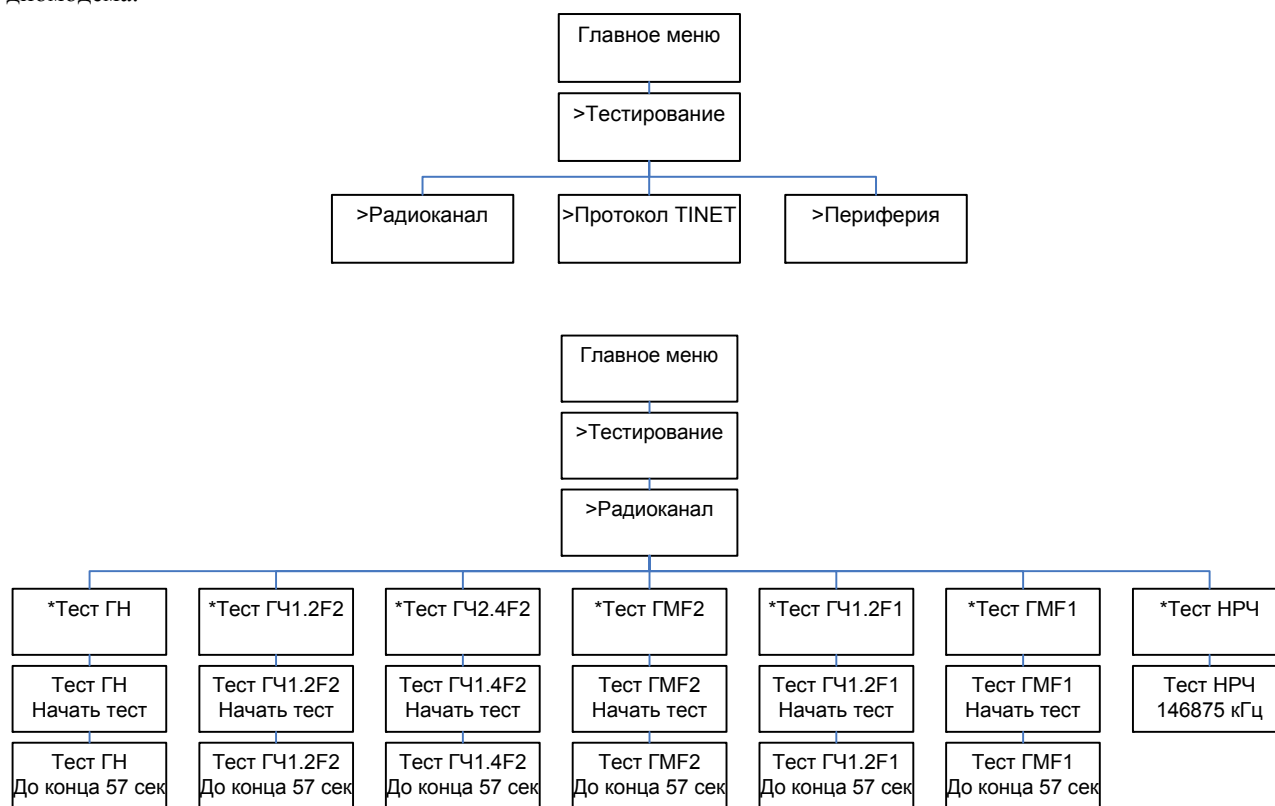 диомодема.
Главное меню
>Тестирование
>Радиоканал
>Протокол TINET
>Периферия
Главное меню
>Тестирование
>Радиоканал
*Тест ГН
*Тест ГЧ1.2F2
*Тест ГЧ2.4F2
*Тест ГМF2
*Тест ГЧ1.2F1
*Тест ГМF1
*Тест НРЧ
Тест ГН
Начать тест
Тест ГЧ1.2F2
Начать тест
Тест ГЧ1.4F2
Начать тест
Тест ГМF2
Начать тест
Тест ГЧ1.2F1
Начать тест
Тест ГМF1
Начать тест
Тест НРЧ
146875 кГц
Тест ГН
До конца 57 сек
Тест ГЧ1.2F2
До конца 57 сек
Тест ГЧ1.4F2
До конца 57 сек
Тест ГМF2
До конца 57 сек
Тест ГЧ1.2F1
До конца 57 сек
Тест ГМF1
До конца 57 сек